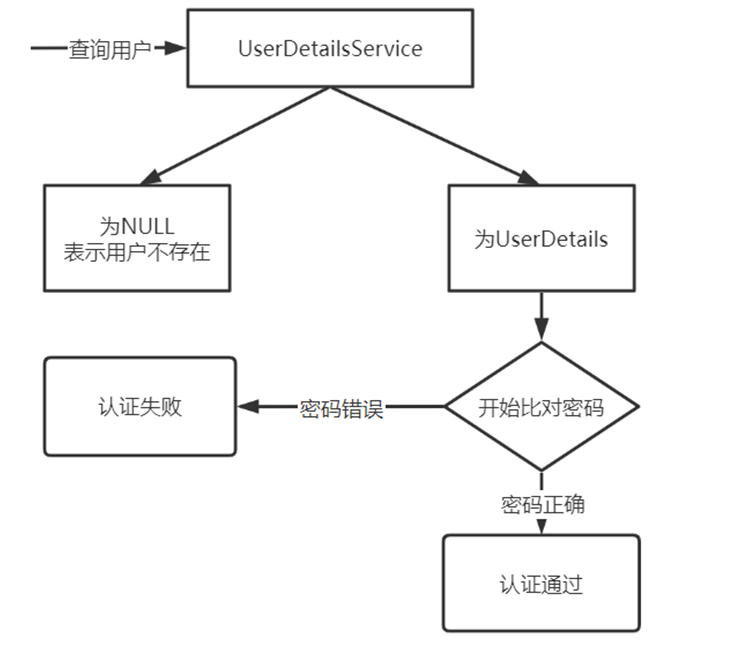 查询用户
UserDetailsService
为NULL
表示用户不存在
为UserDetails
认证失败
密码错误
开始比对密码
密码正确
认证通过